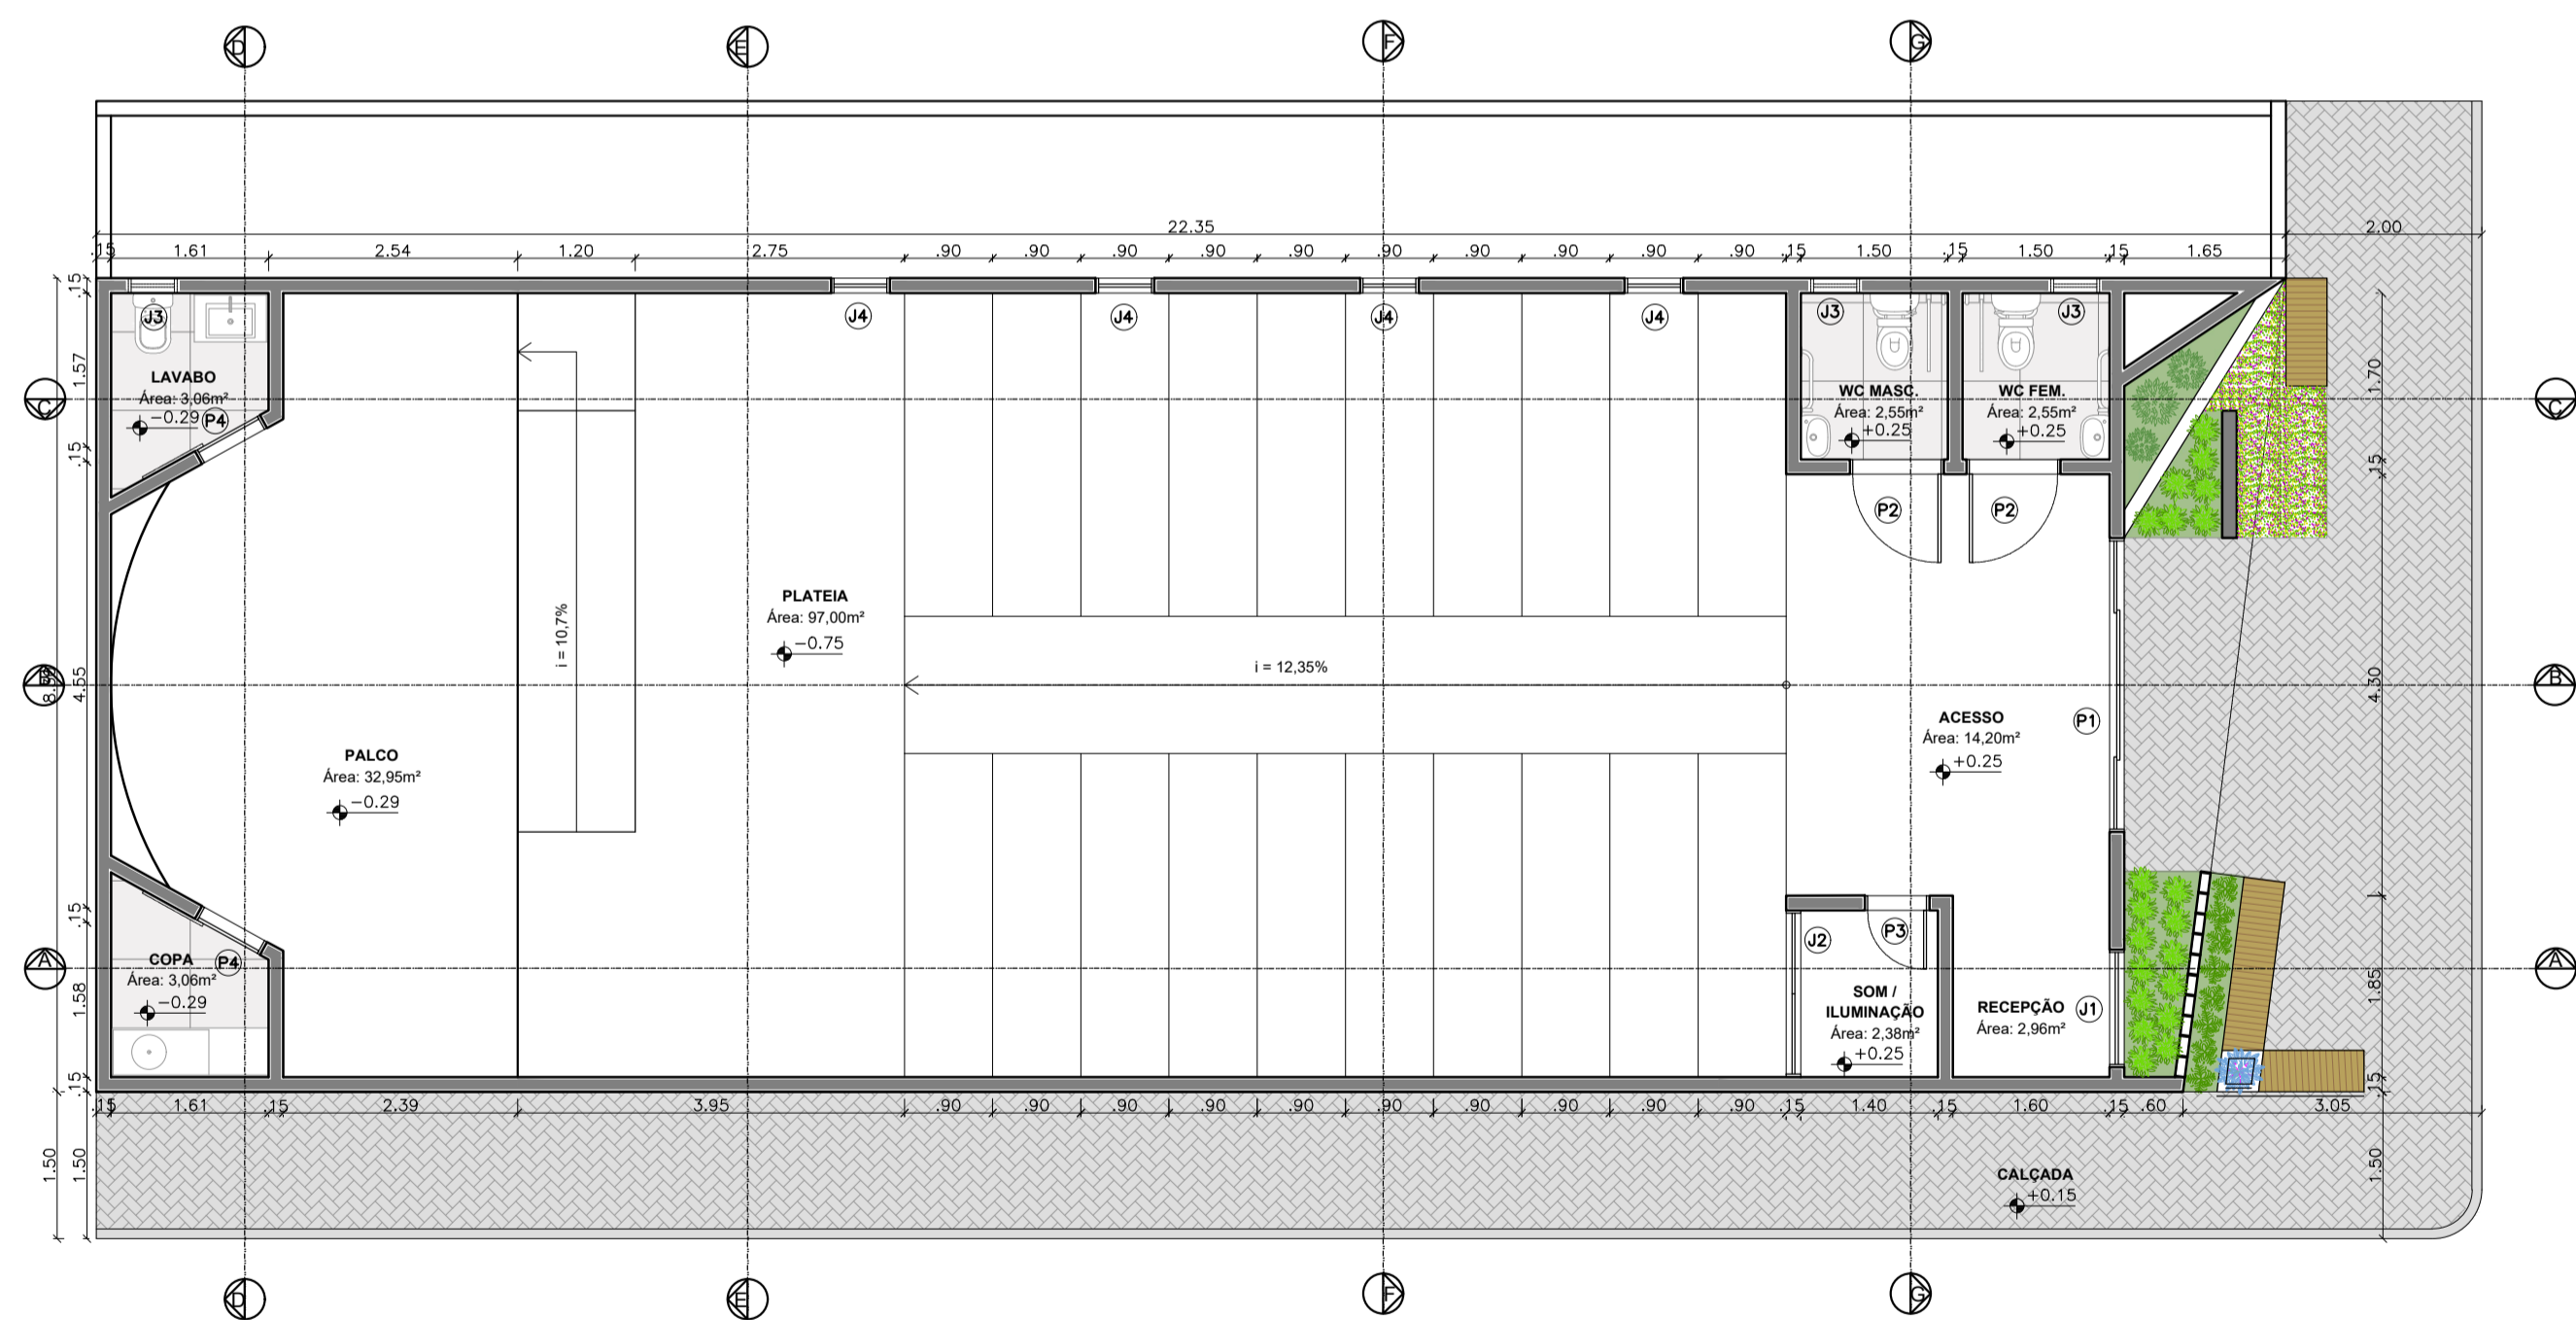 D E F G
22.35 2.00
.15 1.61 2.54 1.20 2.75 .90 .90 .90 .90 .90 .90 .90 .90 .90 .90 .15 1.50 .15 1.50 .15 1.65
.15
J3 J4 J4 J4 J4 J3 J3
1.57
1.70
LAVABO
Área: 3,06m²
−0.29
P4
WC MASC.
Área: 2,55m²
+0.25
WC FEM.
Área: 2,55m²
+0.25
C C
.15 .15
P2 P2
i = 10,7%
PLATEIA
Área: 97,00m²
−0.75
i = 12,35%
B 4.55 4.30 B
ACESSO
Área: 14,20m²
+0.25
P1
PALCO
Área: 32,95m²
−0.29
.15
J2 P3
COPA
Área: 3,06m²
−0.29
P4
A A
1.58 1.85
SOM /
ILUMINAÇÃO
Área: 2,38m²
+0.25
RECEPÇÃO
Área: 2,96m²
J1
.15 .15
.15 1.61 .15 2.39 3.95 .90 .90 .90 .90 .90 .90 .90 .90 .90 .90 .15 1.40 .15 1.60 .15 .60 3.05
1.50 1.50 1.50
CALÇADA
+0.15
D E F G